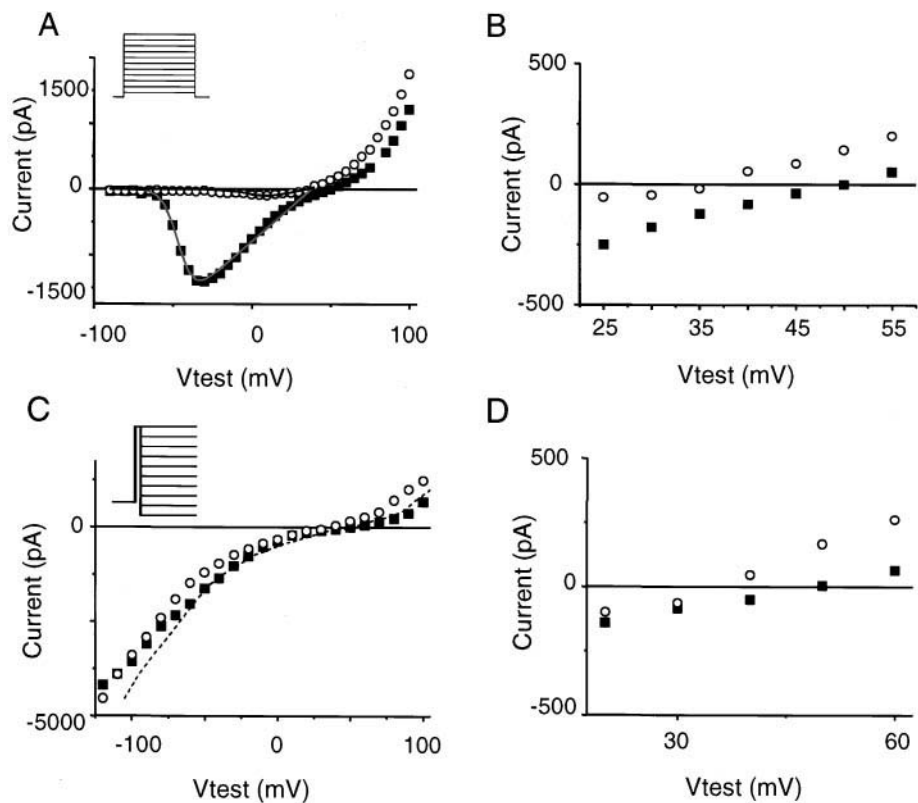 A
Current (pA)
1500
0
-1500
-100
0
100
Vtest (mV)
B
Current (pA)
500
0
-500
25
35
45
55
Vtest (mV)
C
Current (pA)
0
-5000
-100
0
100
Vtest (mV)
D
Current (pA)
500
0
-500
30
60
Vtest (mV)